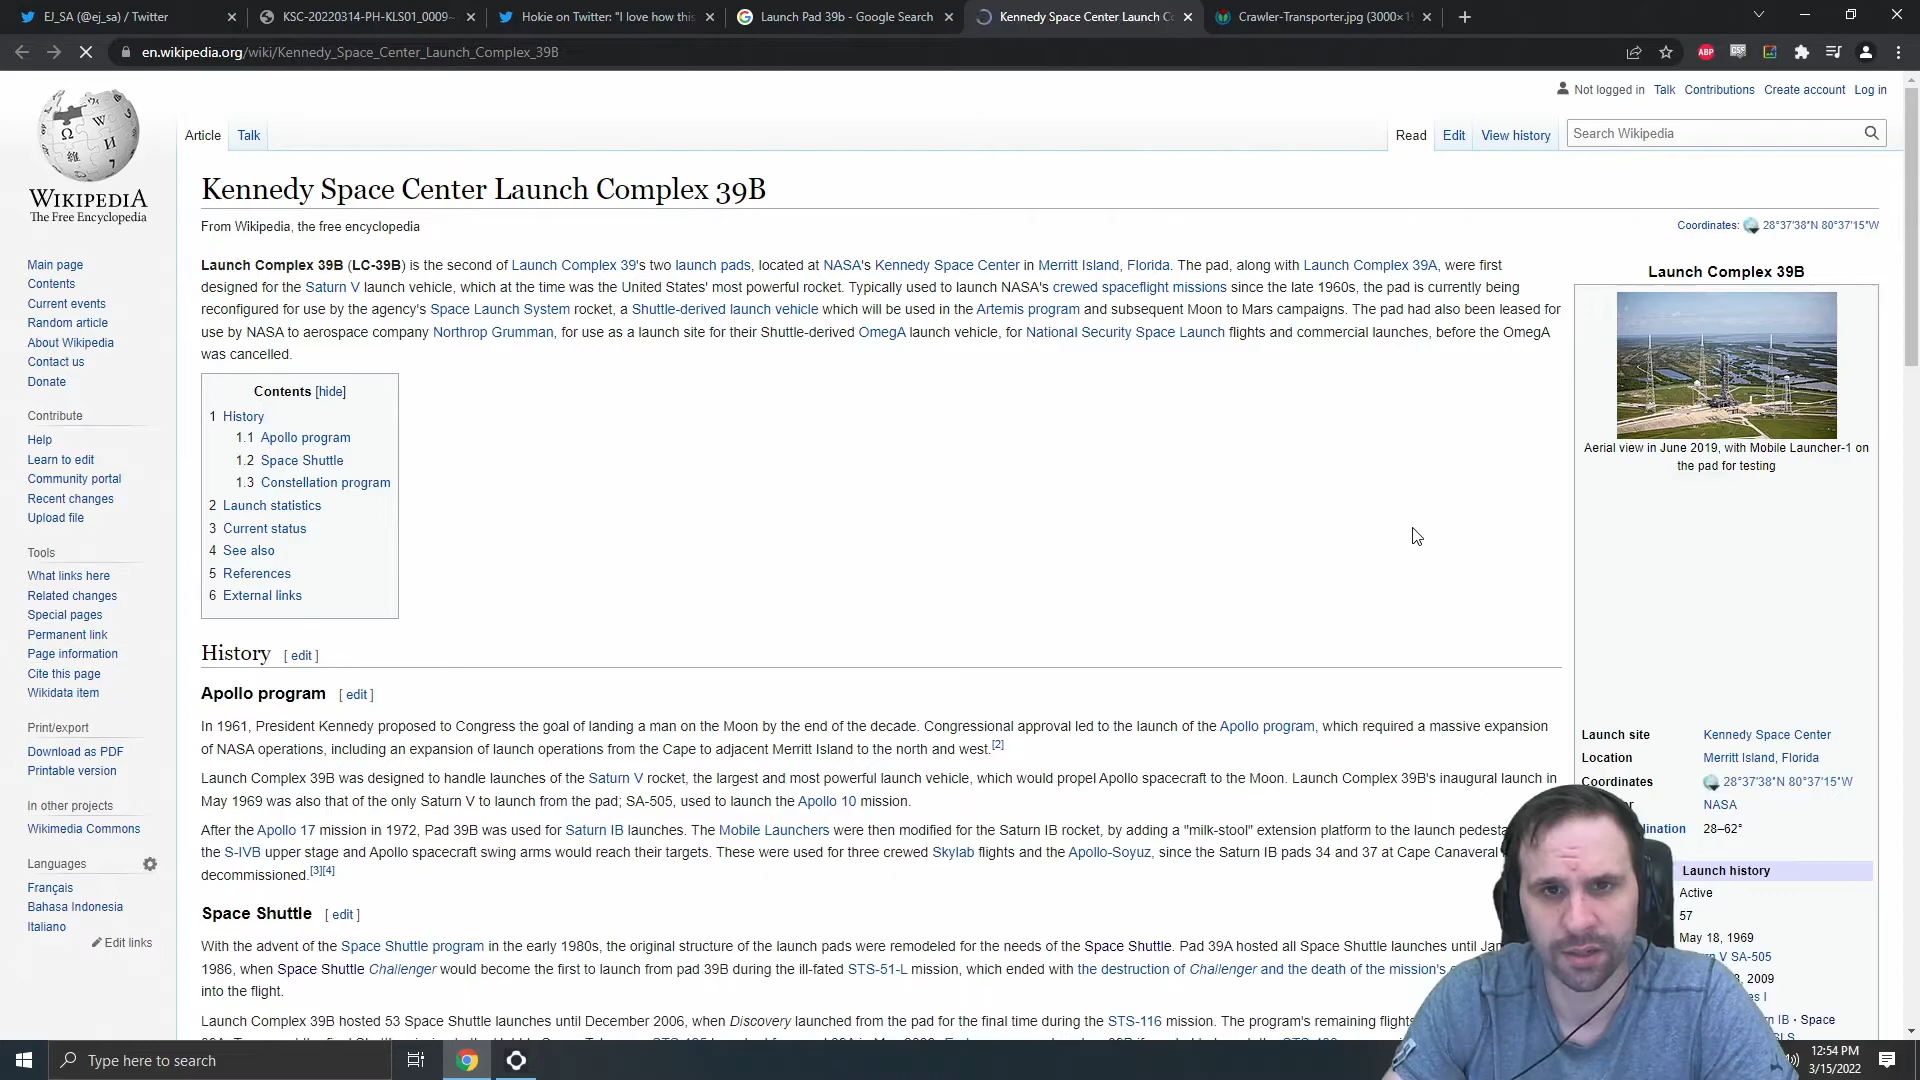 EJ_SA (@ej_sa) / Twitter
KSC-20220314-PH-KLS01_0009~
Hokie on Twitter: "I love how this
Launch Pad 39b - Google Search
Kennedy Space Center Launch Co
Crawler-Transporter.jpg (3000×19
en.wikipedia.org/wiki/Kennedy_Space_Center_Launch_Complex_39B
ABP
Not logged in Talk Contributions Create account Log in
Article Talk
Read Edit View history
Search Wikipedia
WIKIPEDIA
The Free Encyclopedia
Main page
Contents
Current events
Random article
About Wikipedia
Contact us
Donate
Contribute
Help
Learn to edit
Community portal
Recent changes
Upload file
Tools
What links here
Related changes
Special pages
Permanent link
Page information
Cite this page
Wikidata item
Print/export
Download as PDF
Printable version
In other projects
Wikimedia Commons
Languages
Français
Bahasa Indonesia
Italiano
Edit links
Kennedy Space Center Launch Complex 39B
From Wikipedia, the free encyclopedia
Coordinates: 28°37′38″N 80°37′15″W
Launch Complex 39B (LC-39B) is the second of Launch Complex 39's two launch pads, located at NASA's Kennedy Space Center in Merritt Island, Florida. The pad, along with Launch Complex 39A, were first
designed for the Saturn V launch vehicle, which at the time was the United States' most powerful rocket. Typically used to launch NASA's crewed spaceflight missions since the late 1960s, the pad is currently being
reconfigured for use by the agency's Space Launch System rocket, a Shuttle-derived launch vehicle which will be used in the Artemis program and subsequent Moon to Mars campaigns. The pad had also been leased for
use by NASA to aerospace company Northrop Grumman, for use as a launch site for their Shuttle-derived OmegA launch vehicle, for National Security Space Launch flights and commercial launches, before the OmegA
was cancelled.
Contents [hide]
1 History
1.1 Apollo program
1.2 Space Shuttle
1.3 Constellation program
2 Launch statistics
3 Current status
4 See also
5 References
6 External links
History [ edit ]
Apollo program [ edit ]
In 1961, President Kennedy proposed to Congress the goal of landing a man on the Moon by the end of the decade. Congressional approval led to the launch of the Apollo program, which required a massive expansion
of NASA operations, including an expansion of launch operations from the Cape to adjacent Merritt Island to the north and west.[2]
Launch Complex 39B was designed to handle launches of the Saturn V rocket, the largest and most powerful launch vehicle, which would propel Apollo spacecraft to the Moon. Launch Complex 39B's inaugural launch in
May 1969 was also that of the only Saturn V to launch from the pad; SA-505, used to launch the Apollo 10 mission.
After the Apollo 17 mission in 1972, Pad 39B was used for Saturn IB launches. The Mobile Launchers were then modified for the Saturn IB rocket, by adding a "milk-stool" extension platform to the launch pedesta
the S-IVB upper stage and Apollo spacecraft swing arms would reach their targets. These were used for three crewed Skylab flights and the Apollo-Soyuz, since the Saturn IB pads 34 and 37 at Cape Canaveral
decommissioned.[3][4]
Space Shuttle [ edit ]
With the advent of the Space Shuttle program in the early 1980s, the original structure of the launch pads were remodeled for the needs of the Space Shuttle. Pad 39A hosted all Space Shuttle launches until Jan
1986, when Space Shuttle Challenger would become the first to launch from pad 39B during the ill-fated STS-51-L mission, which ended with the destruction of Challenger and the death of the mission's
into the flight.
Launch Complex 39B hosted 53 Space Shuttle launches until December 2006, when Discovery launched from the pad for the final time during the STS-116 mission. The program's remaining flights
Launch Complex 39B
Aerial view in June 2019, with Mobile Launcher-1 on
the pad for testing
Launch site Kennedy Space Center
Location Merritt Island, Florida
Coordinates 28°37′38″N 80°37′15″W
NASA
ination 28–62°
Launch history
Active
57
May 18, 1969
V SA-505
2009
es I
IB · Space
SLS
Type here to search
12:54 PM
3/15/2022